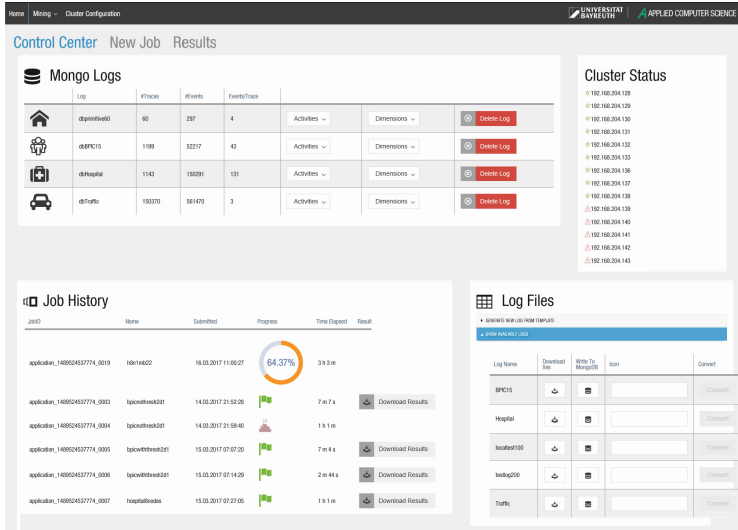 Home Mining Cluster Configuration
UNIVERSITÄT BAYREUTH APPLIED COMPUTER SCIENCE
Control Center New Job Results
Mongo Logs
Log #Traces #Events Events/Trace
dbprimitive60 60 297 4 Activities Dimensions Delete Log
dbBPIC15 1199 52217 43 Activities Dimensions Delete Log
dbHospital 1143 150291 131 Activities Dimensions Delete Log
dbTraffic 150370 561470 3 Activities Dimensions Delete Log
Cluster Status
192.168.204.128
192.168.204.129
192.168.204.130
192.168.204.131
192.168.204.132
192.168.204.133
192.168.204.136
192.168.204.137
192.168.204.138
192.168.204.139
192.168.204.140
192.168.204.141
192.168.204.142
192.168.204.143
Job History
JobID Name Submitted Progress Time Elapsed Result
application_1489524537774_0019 h8n1mb22 16.03.2017 11:00:27 64.37% 3 h 3 m
application_1489524537774_0003 bpicnothresh2d1 14.03.2017 21:52:28 7 m 7 s Download Results
application_1489524537774_0004 bpicnothresh2d1 14.03.2017 21:59:40 1 h 1 m
application_1489524537774_0005 bpicwiththresh2d1 15.03.2017 07:07:20 7 m 4 s Download Results
application_1489524537774_0006 bpicwiththresh2d1 15.03.2017 07:14:29 2 m 44 s Download Results
application_1489524537774_0007 hospital8nodes 15.03.2017 07:27:05 1 h 1 m Download Results
Log Files
GENERATE NEW LOG FROM TEMPLATE
SHOW AVAILABLE LOGS
Log Name Download files Write To MongoDB Icon Convert
BPIC15 Convert
Hospital Convert
localtest100 Convert
testlog200 Convert
Traffic Convert